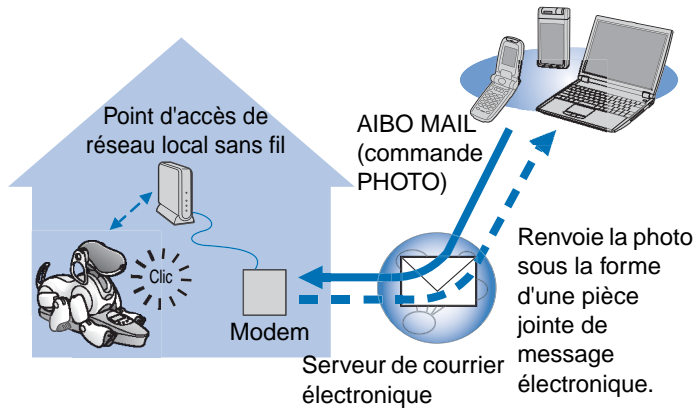 Point d'accès de
réseau local sans fil
AIBO MAIL
(commande
PHOTO)
Clic
Modem
Renvoie la photo
sous la forme
d'une pièce
jointe de
message
électronique.
Serveur de courrier
électronique